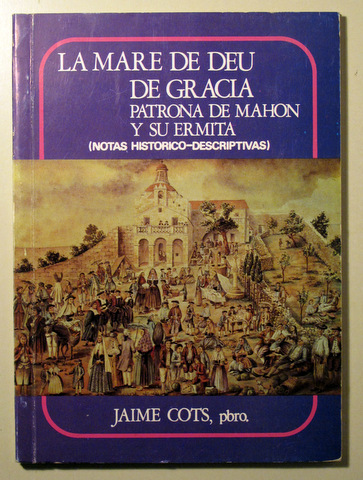 LA MARE DE DEU
DE GRACIA
PATRONA DE MAHON
Y SU ERMITA
(NOTAS HISTORICO-DESCRIPTIVAS)
JAIME COTS, pbro.